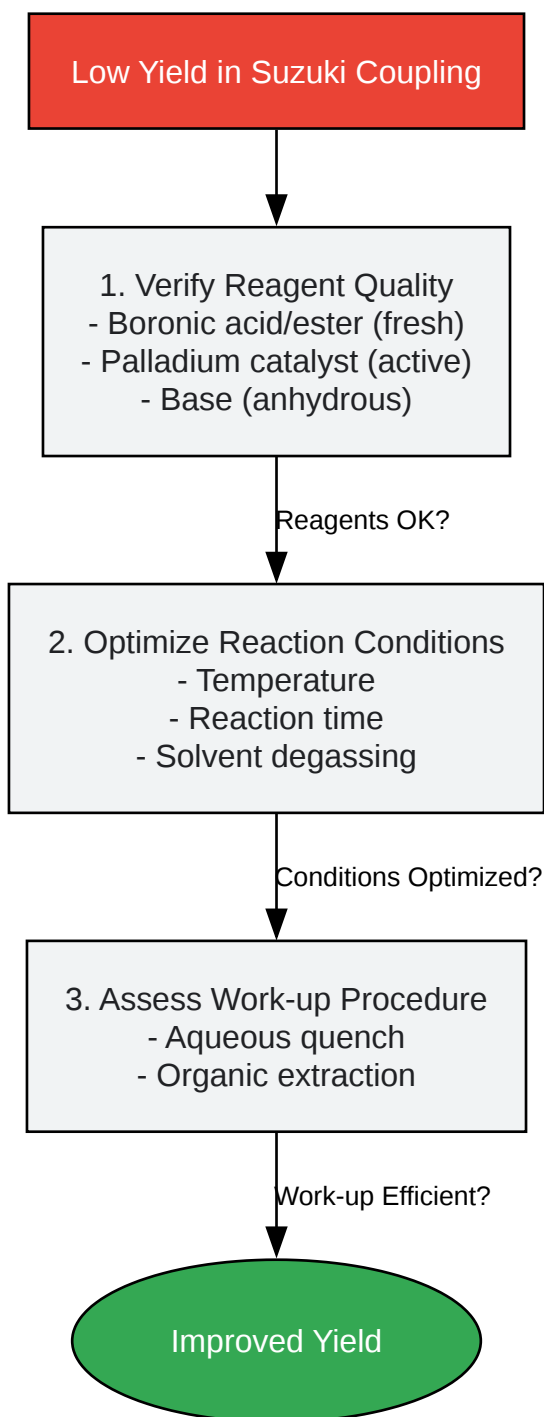 Low Yield in Suzuki Coupling
1. Verify Reagent Quality
- Boronic acid/ester (fresh)
- Palladium catalyst (active)
- Base (anhydrous)
Reagents OK?
2. Optimize Reaction Conditions
- Temperature
- Reaction time
- Solvent degassing
Conditions Optimized?
3. Assess Work-up Procedure
- Aqueous quench
- Organic extraction
Work-up Efficient?
Improved Yield